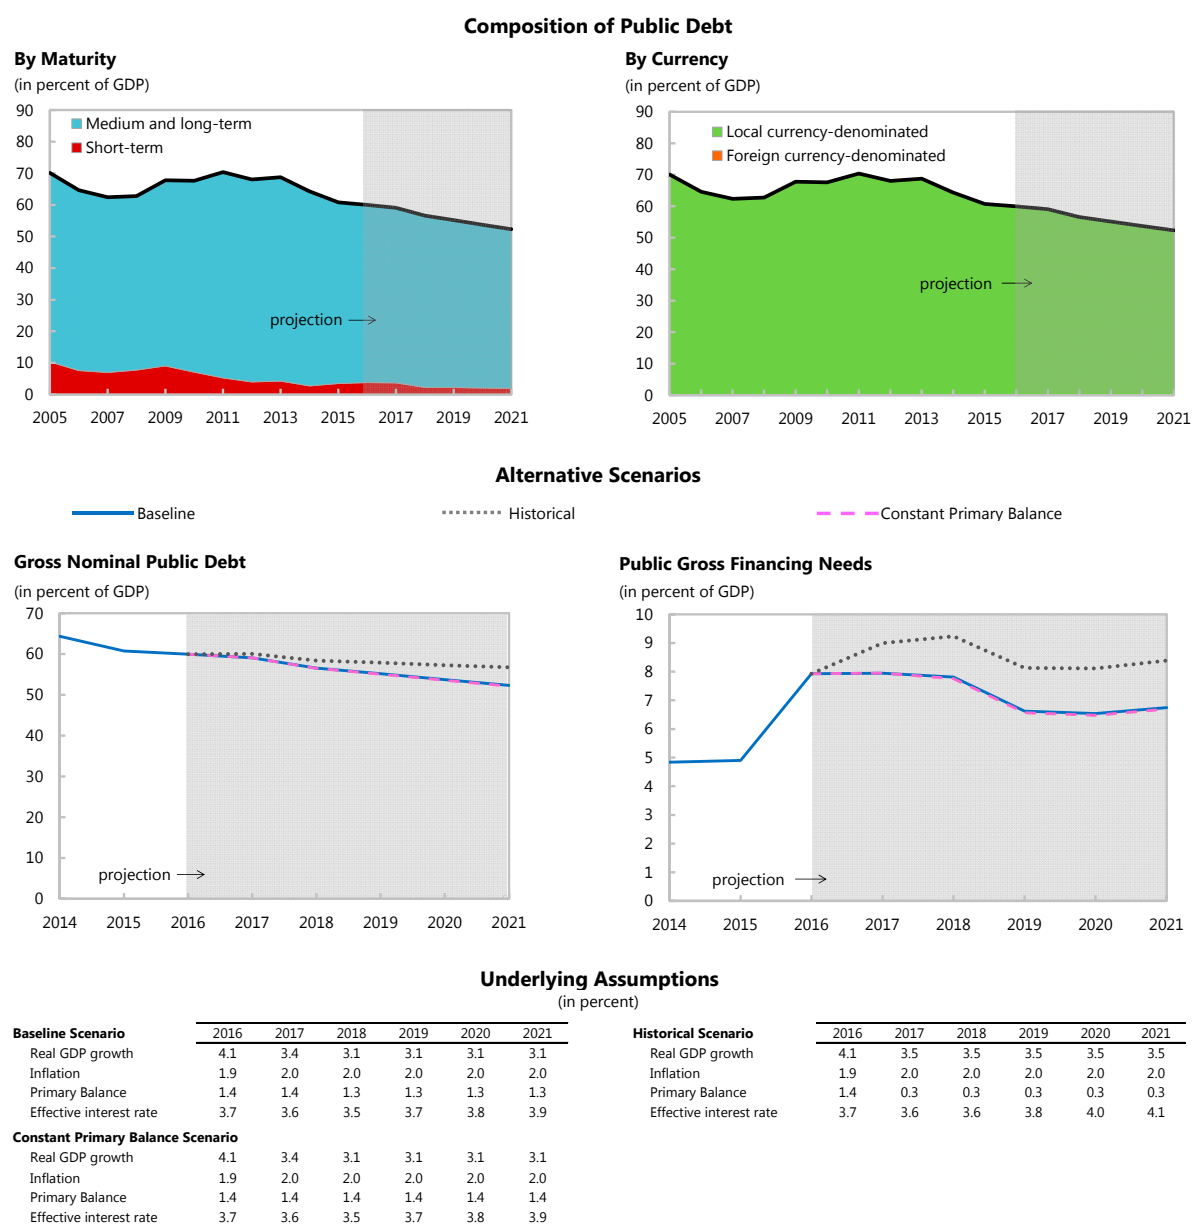 Composition of Public Debt
By Maturity
(in percent of GDP)
90
80
70
60
50
40
30
20
10
0
Medium and long-term
Short-term
projection
2005 2007 2009 2011 2013 2015 2017 2019 2021
By Currency
(in percent of GDP)
90
80
70
60
50
40
30
20
10
0
Local currency-denominated
Foreign currency-denominated
projection
2005 2007 2009 2011 2013 2015 2017 2019 2021
Alternative Scenarios
Baseline Historical Constant Primary Balance
Gross Nominal Public Debt
(in percent of GDP)
70
60
50
40
30
20
10
0
projection
2014 2015 2016 2017 2018 2019 2020 2021
Public Gross Financing Needs
(in percent of GDP)
10
9
8
7
6
5
4
3
2
1
0
projection
2014 2015 2016 2017 2018 2019 2020 2021
Underlying Assumptions
(in percent)
Baseline Scenario 2016 2017 2018 2019 2020 2021
Real GDP growth 4.1 3.4 3.1 3.1 3.1 3.1
Inflation 1.9 2.0 2.0 2.0 2.0 2.0
Primary Balance 1.4 1.4 1.3 1.3 1.3 1.3
Effective interest rate 3.7 3.6 3.5 3.7 3.8 3.9
Constant Primary Balance Scenario
Real GDP growth 4.1 3.4 3.1 3.1 3.1 3.1
Inflation 1.9 2.0 2.0 2.0 2.0 2.0
Primary Balance 1.4 1.4 1.4 1.4 1.4 1.4
Effective interest rate 3.7 3.6 3.5 3.7 3.8 3.9
Historical Scenario 2016 2017 2018 2019 2020 2021
Real GDP growth 4.1 3.5 3.5 3.5 3.5 3.5
Inflation 1.9 2.0 2.0 2.0 2.0 2.0
Primary Balance 1.4 0.3 0.3 0.3 0.3 0.3
Effective interest rate 3.7 3.6 3.6 3.8 4.0 4.1